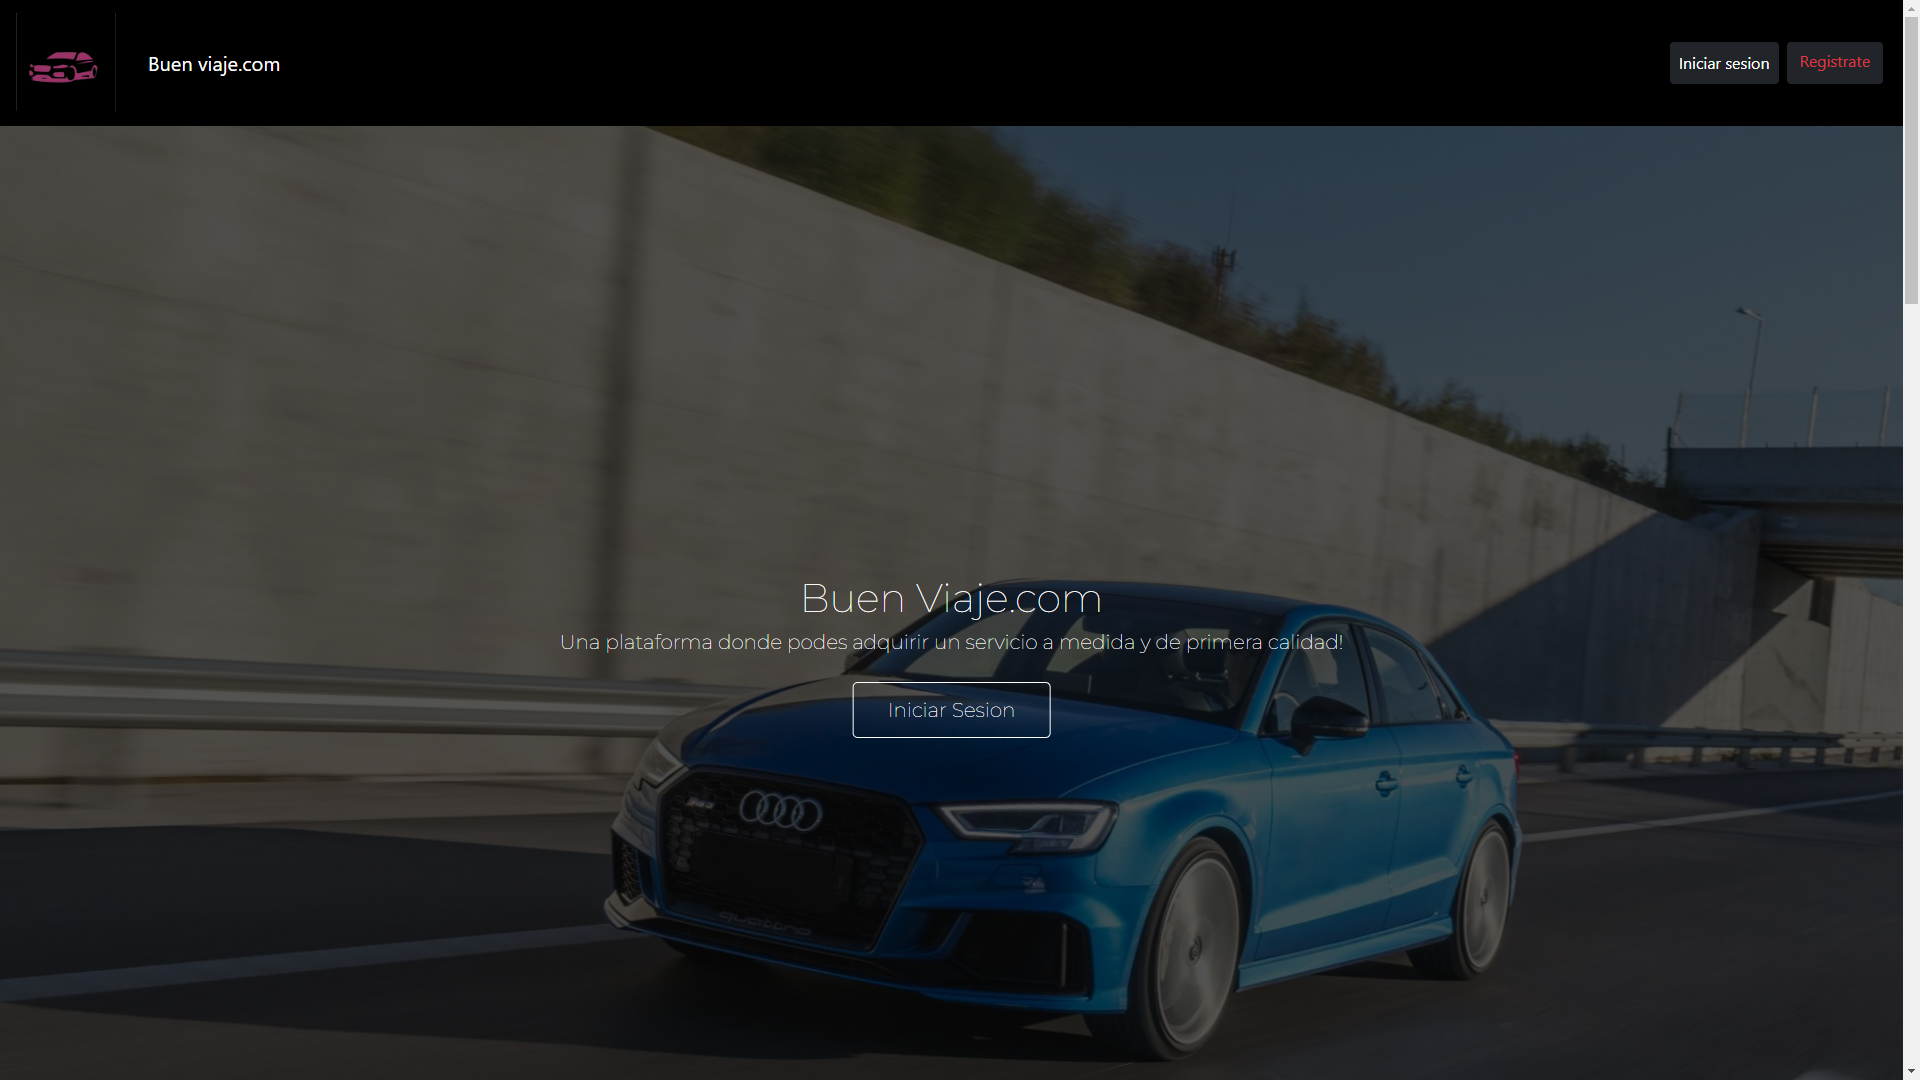 Buen viaje.com
Iniciar sesion
Registrate
Buen Viaje.com
Una plataforma donde podes adquirir un servicio a medida y de primera calidad!
Iniciar Sesion
quattro